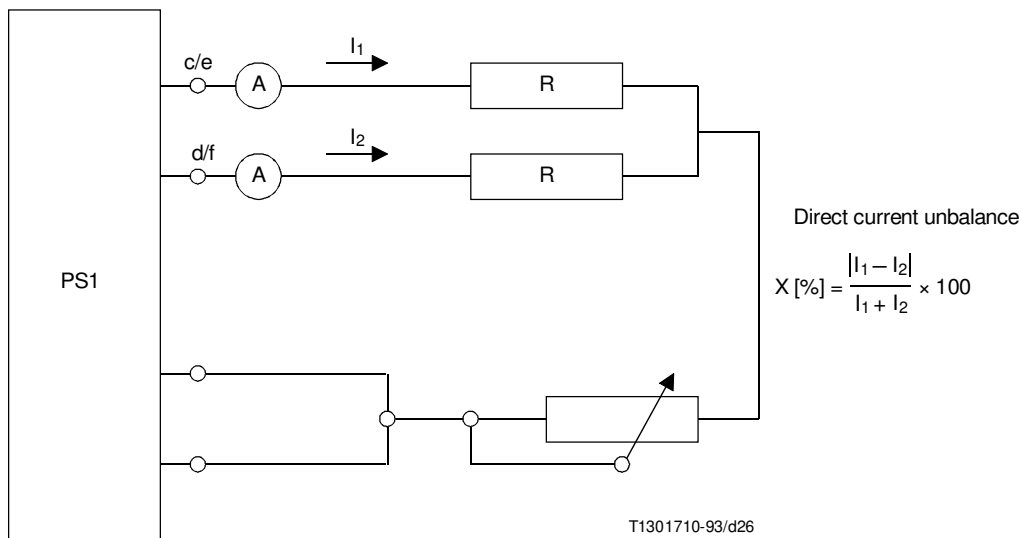 c/e
A
I1
R
d/f
A
I2
R
PS1
Direct current unbalance
X [%] = |I1 – I2| / I1 + I2 × 100
T1301710-93/d26